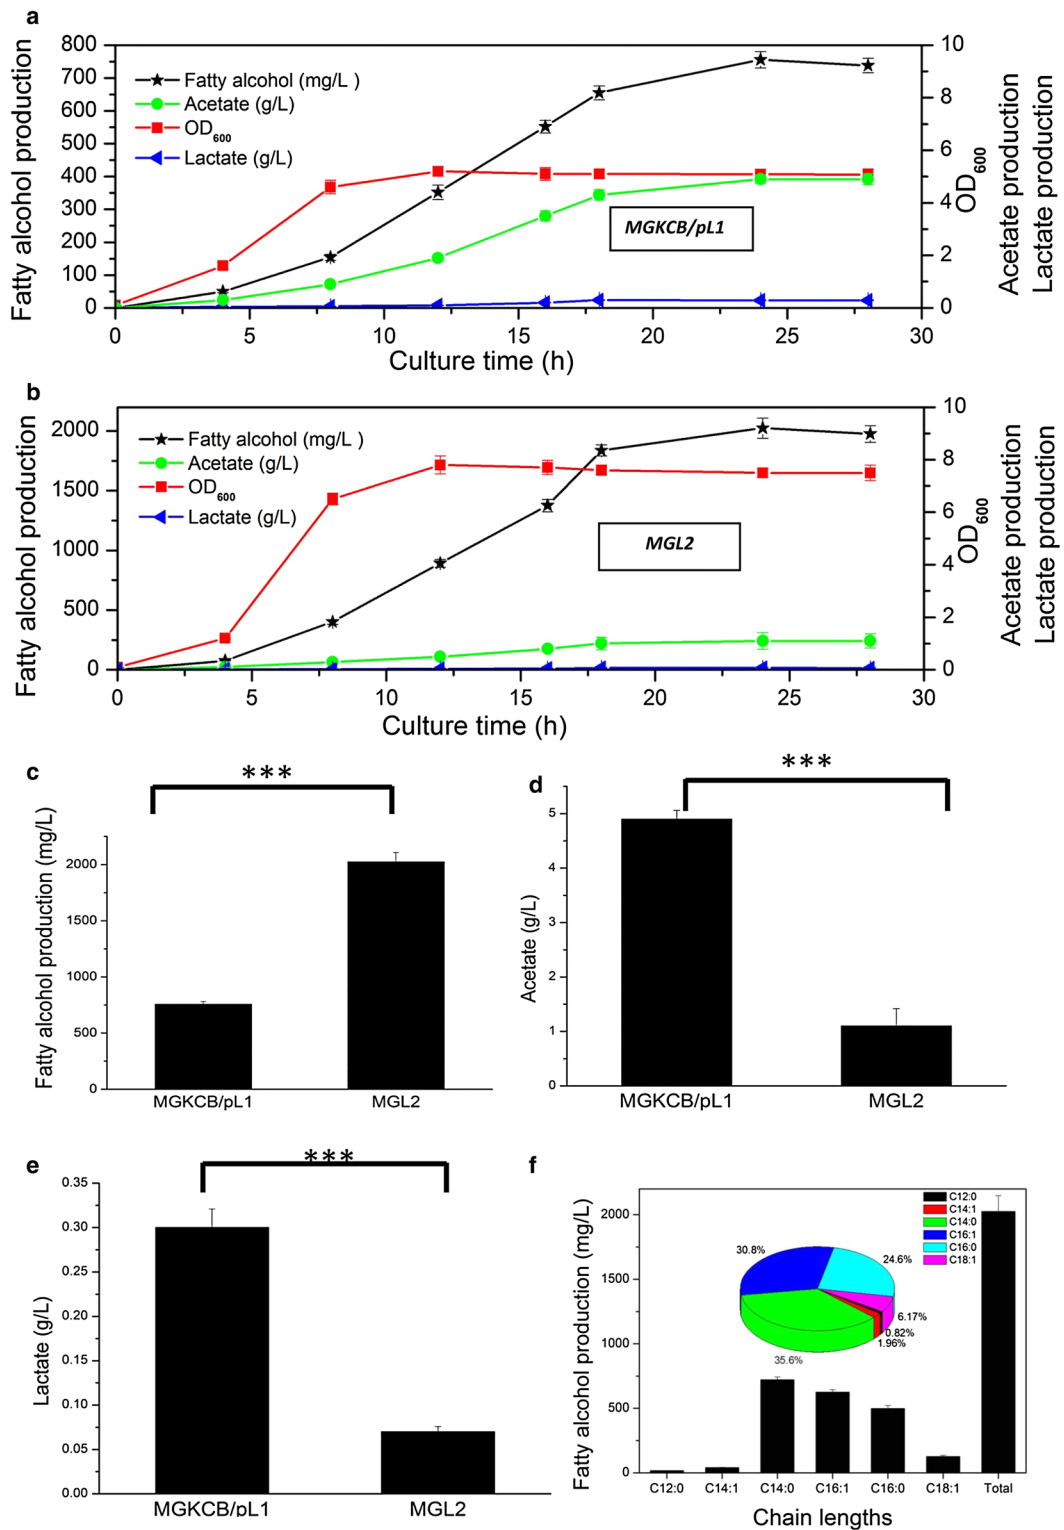 a
Fatty alcohol production
800
700
600
500
400
300
200
100
0
Fatty alcohol (mg/L )
Acetate (g/L)
OD600
Lactate (g/L)
MGKCB/pL1
10
8
6
4
2
0
OD600
Acetate production
Lactate production
0 5 10 15 20 25 30
Culture time (h)
b
Fatty alcohol production
2000
1500
1000
500
0
Fatty alcohol (mg/L )
Acetate (g/L)
OD600
Lactate (g/L)
MGL2
10
8
6
4
2
0
OD600
Acetate production
Lactate production
0 5 10 15 20 25 30
Culture time (h)
c
***
Fatty alcohol production (mg/L)
2000
1500
1000
500
0
MGKCB/pL1 MGL2
d
***
Acetate (g/L)
5
4
3
2
1
0
MGKCB/pL1 MGL2
e
***
Lactate (g/L)
0.35
0.30
0.25
0.20
0.15
0.10
0.05
0.00
MGKCB/pL1 MGL2
f
Fatty alcohol production (mg/L)
2000
1500
1000
500
0
C12:0
C14:1
C14:0
C16:1
C16:0
C18:1
30.8%
24.6%
6.17%
0.82%
1.96%
35.6%
C12:0 C14:1 C14:0 C16:1 C16:0 C18:1 Total
Chain lengths